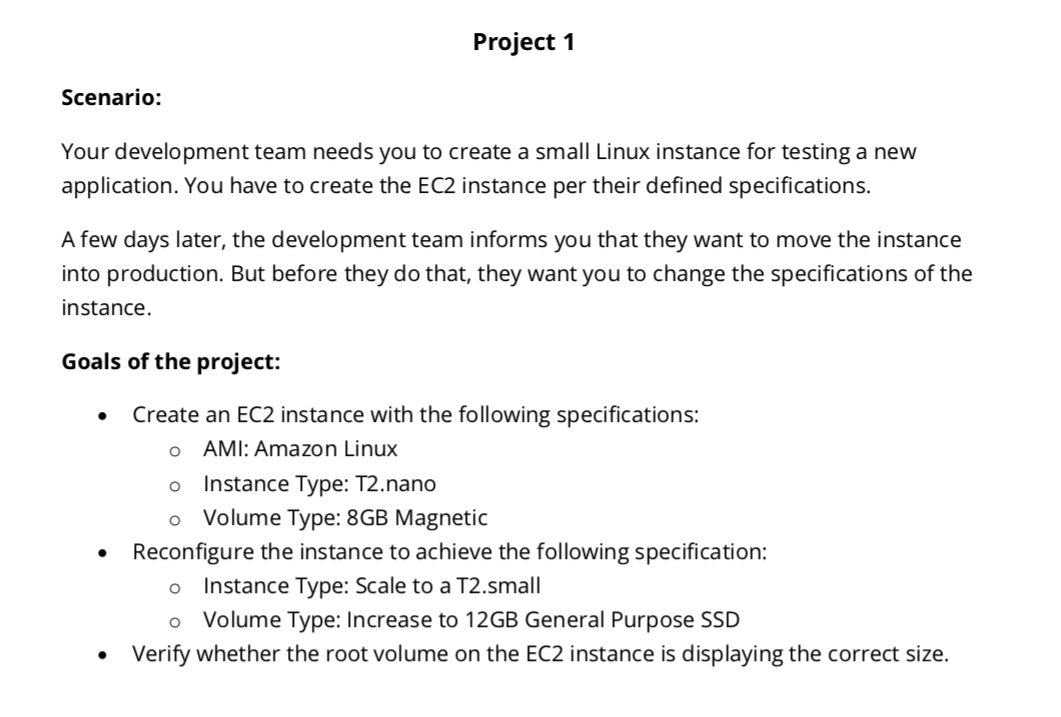 Project 1
Scenario:
Your development team needs you to create a small Linux instance for testing a new
application. You have to create the EC2 instance per their defined specifications.
A few days later, the development team informs you that they want to move the instance
into production. But before they do that, they want you to change the specifications of the
instance.
Goals of the project:
• Create an EC2 instance with the following specifications:
o AMI: Amazon Linux
o Instance Type: T2.nano
o Volume Type: 8GB Magnetic
• Reconfigure the instance to achieve the following specification:
o Instance Type: Scale to a T2.small
o Volume Type: Increase to 12GB General Purpose SSD
• Verify whether the root volume on the EC2 instance is displaying the correct size.